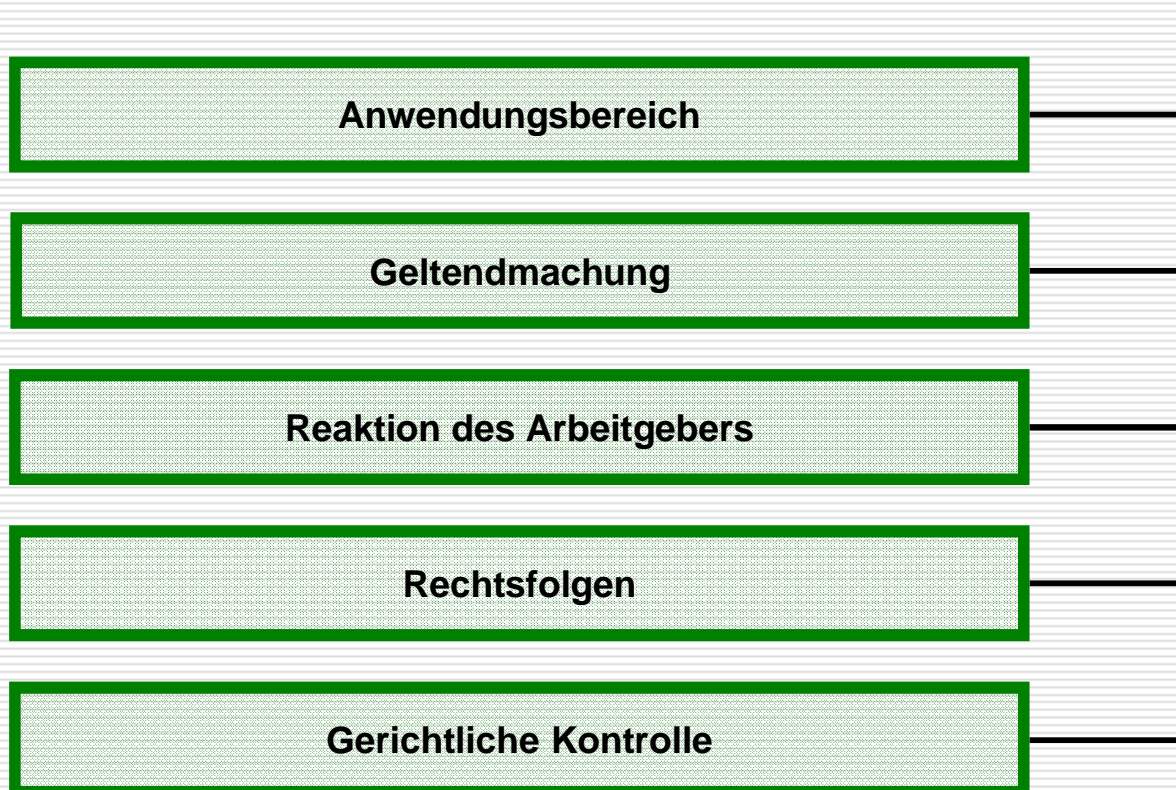 Anwendungsbereich
Geltendmachung
Reaktion des Arbeitgebers
Rechtsfolgen
Gerichtliche Kontrolle